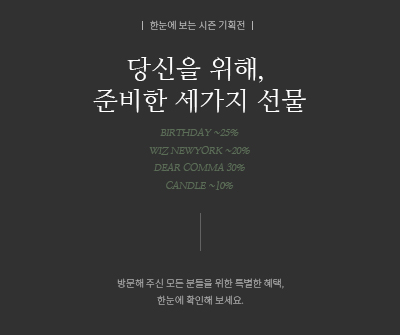 | 한눈에 보는 시즌 기획전 |
당신을 위해,
준비한 세가지 선물
BIRTHDAY ~25%
WIZ NEWYORK ~20%
DEAR COMMA 30%
CANDLE ~10%
방문해 주신 모든 분들을 위한 특별한 혜택,
한눈에 확인해 보세요.